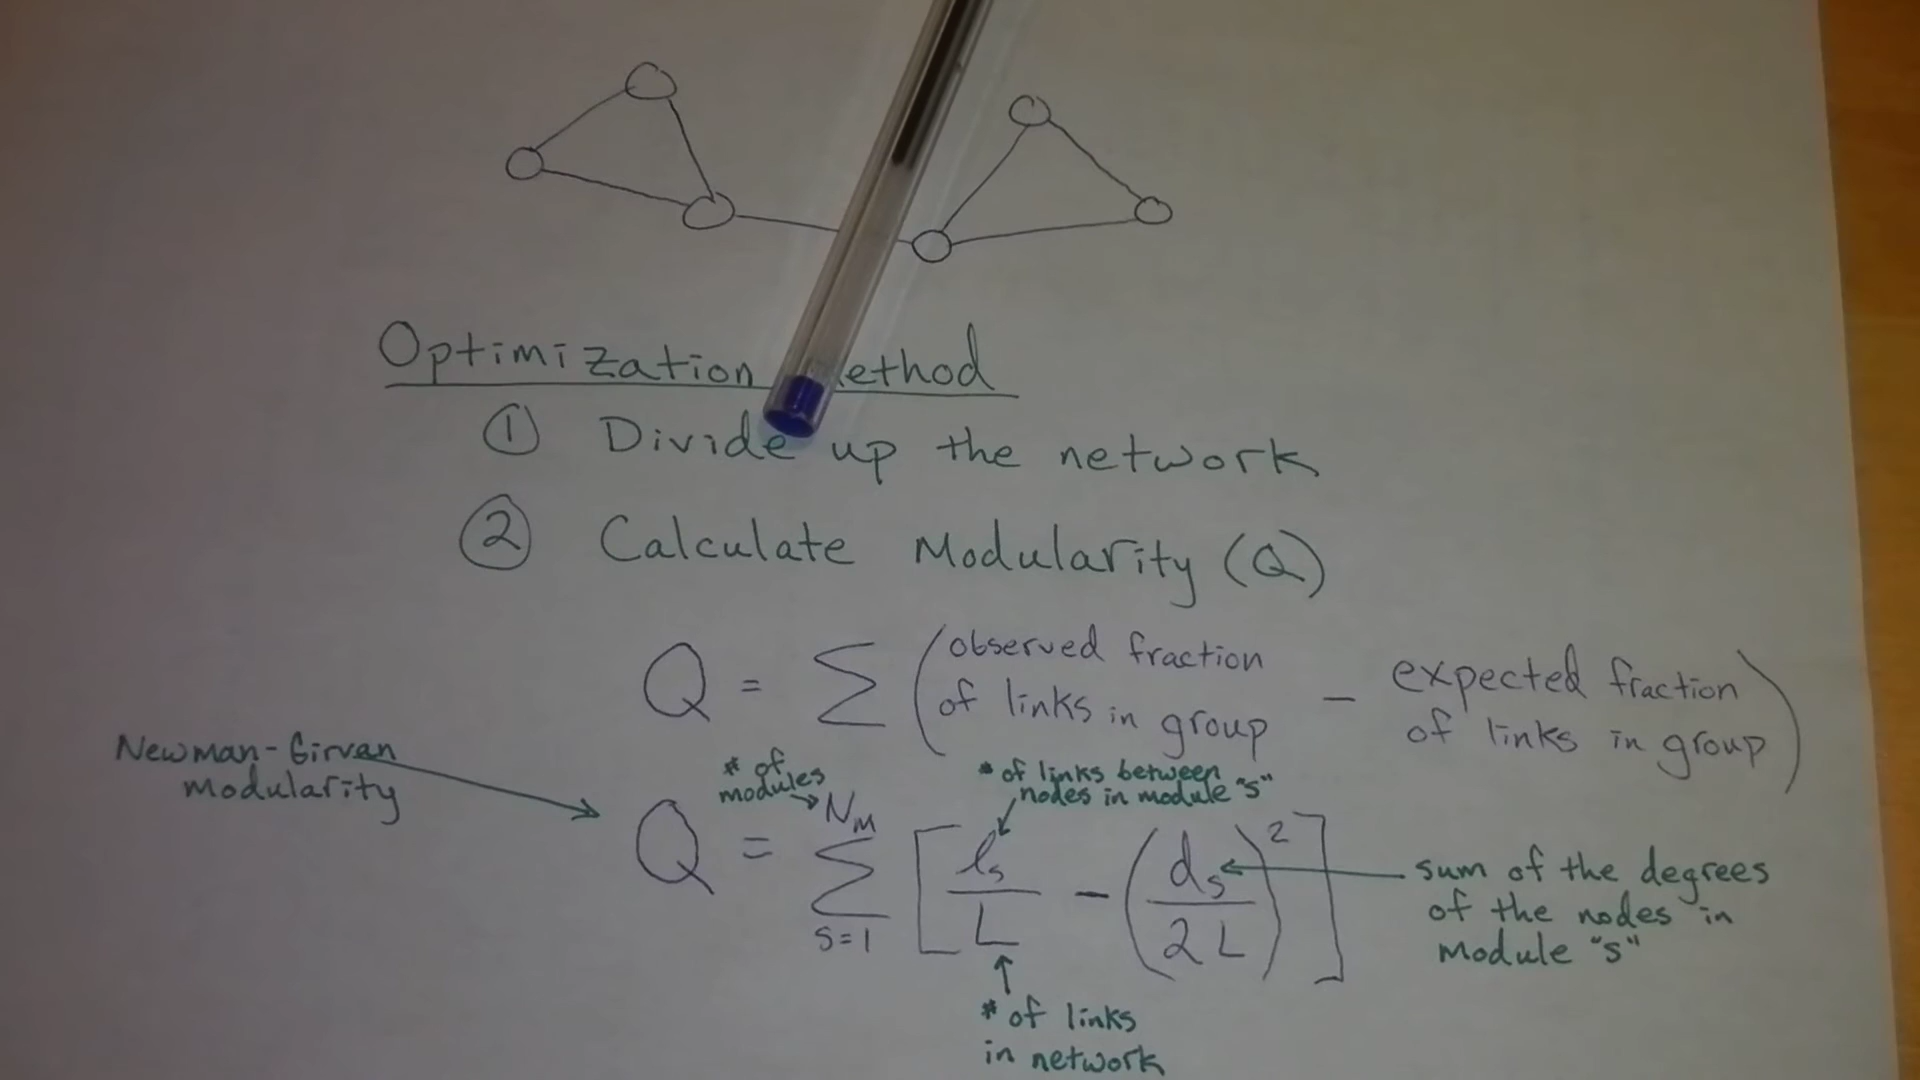 Optimization ethod
① Divide up the network
② Calculate Modularity (Q)
Q = Σ (observed fraction of links in group - expected fraction of links in group)
Newman-Girvan
modularity
# of
modules
# of links between
nodes in module "s"
Q = Σ s=1 N_M [ l_s / L - ( d_s / 2L )² ]
sum of the degrees
of the nodes in
module "s"
# of links
in network